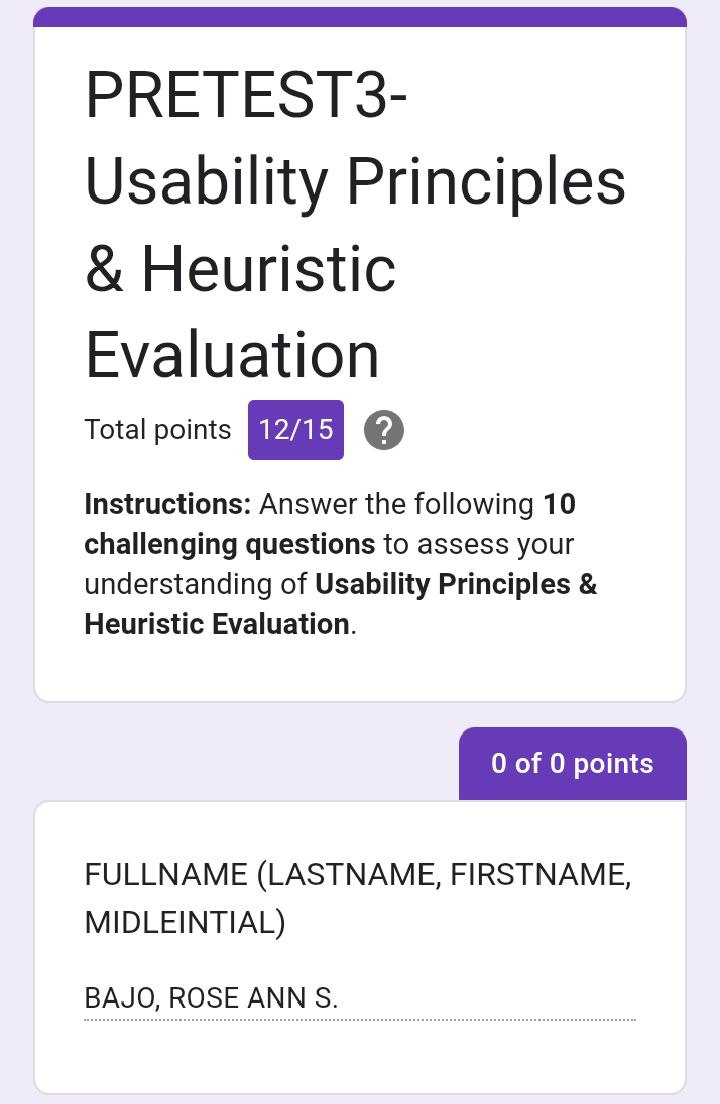 PRETEST3-
Usability Principles
& Heuristic
Evaluation
Total points 12/15 ?
Instructions: Answer the following 10
challenging questions to assess your
understanding of Usability Principles &
Heuristic Evaluation.
0 of 0 points
FULLNAME (LASTNAME, FIRSTNAME,
MIDLEINTIAL)
BAJO, ROSE ANN S.